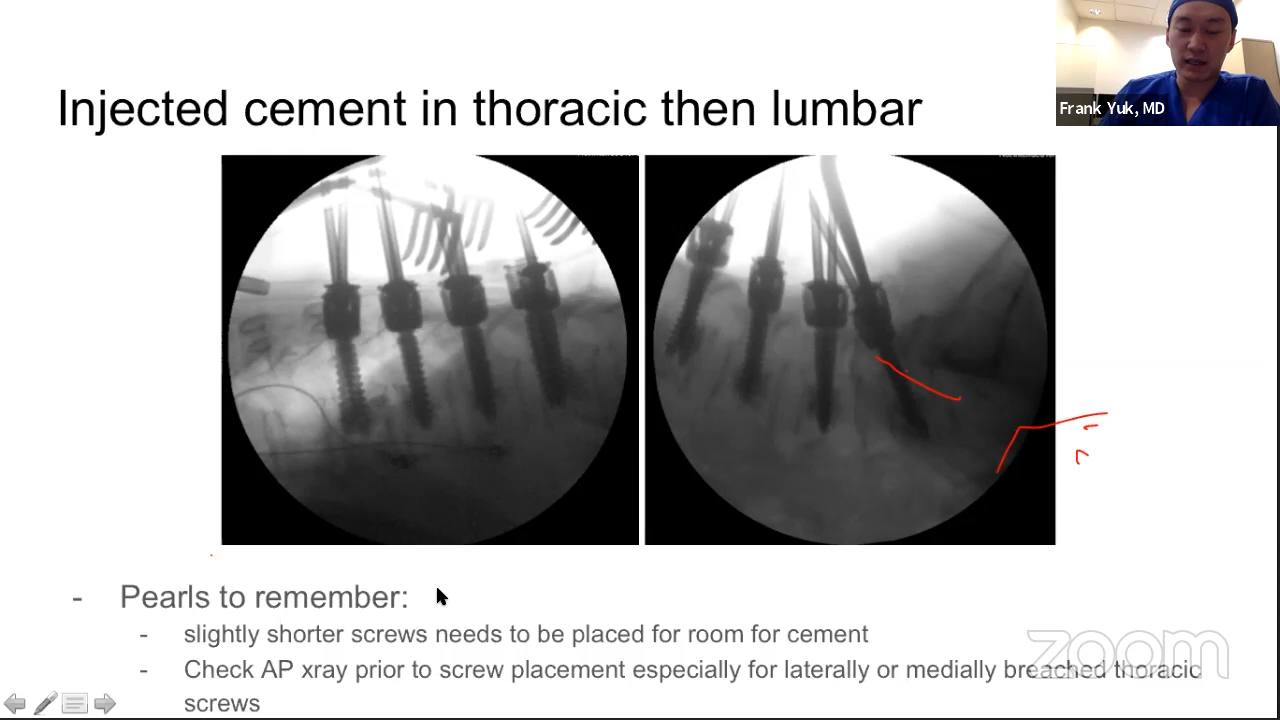 Frank Yuk, MD
Injected cement in thoracic then lumbar
- Pearls to remember:
- slightly shorter screws needs to be placed for room for cement
- Check AP xray prior to screw placement especially for laterally or medially breached thoracic
screws
zoom